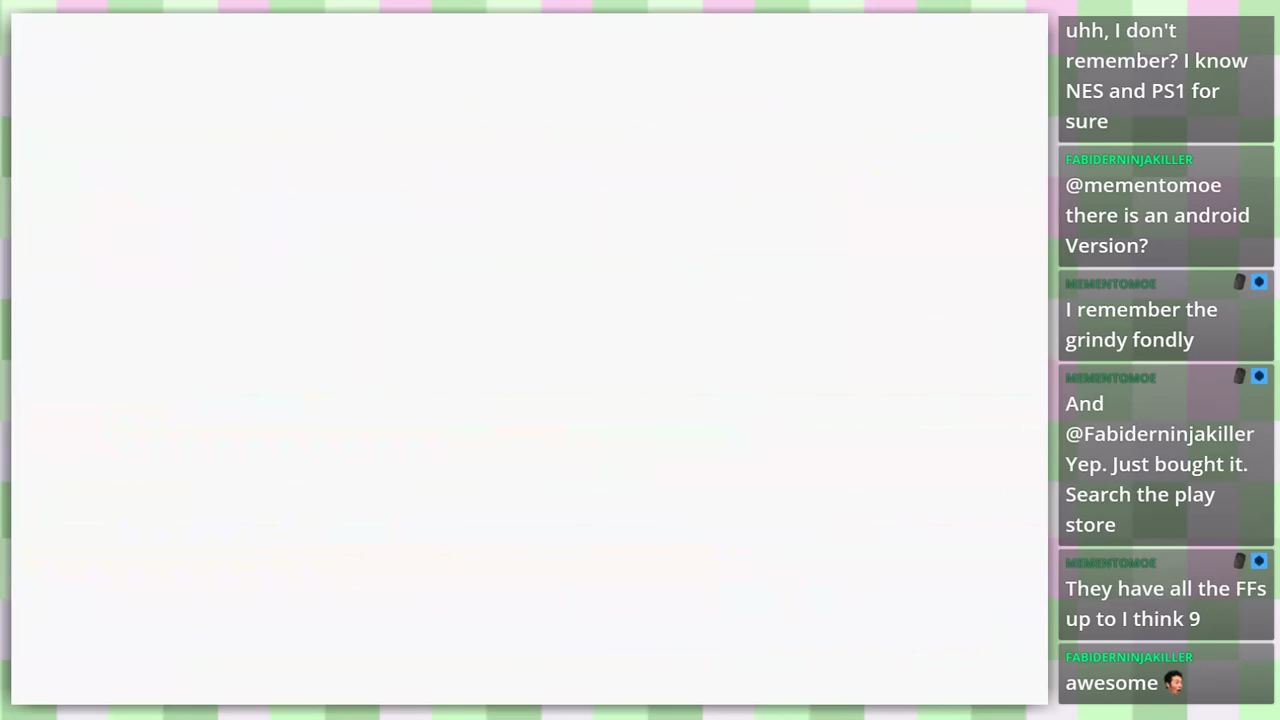 uhh, I don't
remember? I know
NES and PS1 for
sure
FABIDERNINJAKILLER
@mementomoe
there is an android
Version?
MEMENTOMOE
I remember the
grindy fondly
MEMENTOMOE
And
@Fabiderninjakiller
Yep. Just bought it.
Search the play
store
MEMENTOMOE
They have all the FFs
up to I think 9
FABIDERNINJAKILLER
awesome